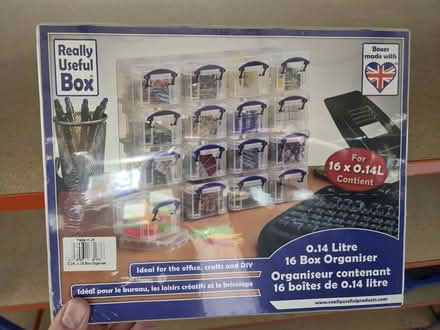 Really
Useful
Box
Boxes
made with
For
16 x 0.14L
Contient
0.14 Litre
16 Box Organiser
Organiseur contenant
16 boîtes de 0.14 litre
Ideal for the office, crafts and DIY
Idéal pour le bureau, les loisirs créatifs et le bricolage
www.reallyusefulproducts.com